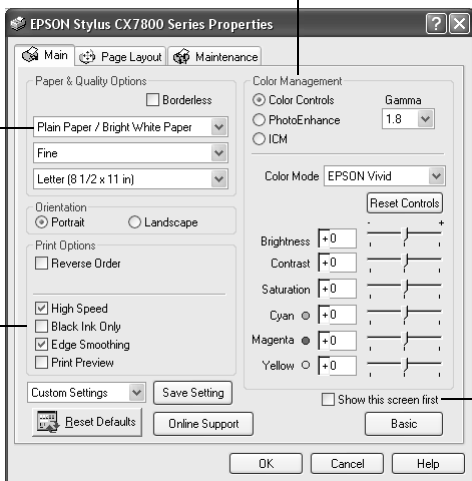 EPSON Stylus CX7800 Series Properties
Main
Page Layout
Maintenance
Paper & Quality Options
Borderless
Plain Paper / Bright White Paper
Fine
Letter (8 1/2 x 11 in)
Orientation
Portrait
Landscape
Print Options
Reverse Order
High Speed
Black Ink Only
Edge Smoothing
Print Preview
Custom Settings
Save Setting
Reset Defaults
Online Support
Color Management
Color Controls
PhotoEnhance
ICM
Gamma
1.8
Color Mode EPSON Vivid
Reset Controls
- +
Brightness +0
Contrast +0
Saturation +0
Cyan +0
Magenta +0
Yellow +0
Show this screen first
Basic
OK Cancel Help